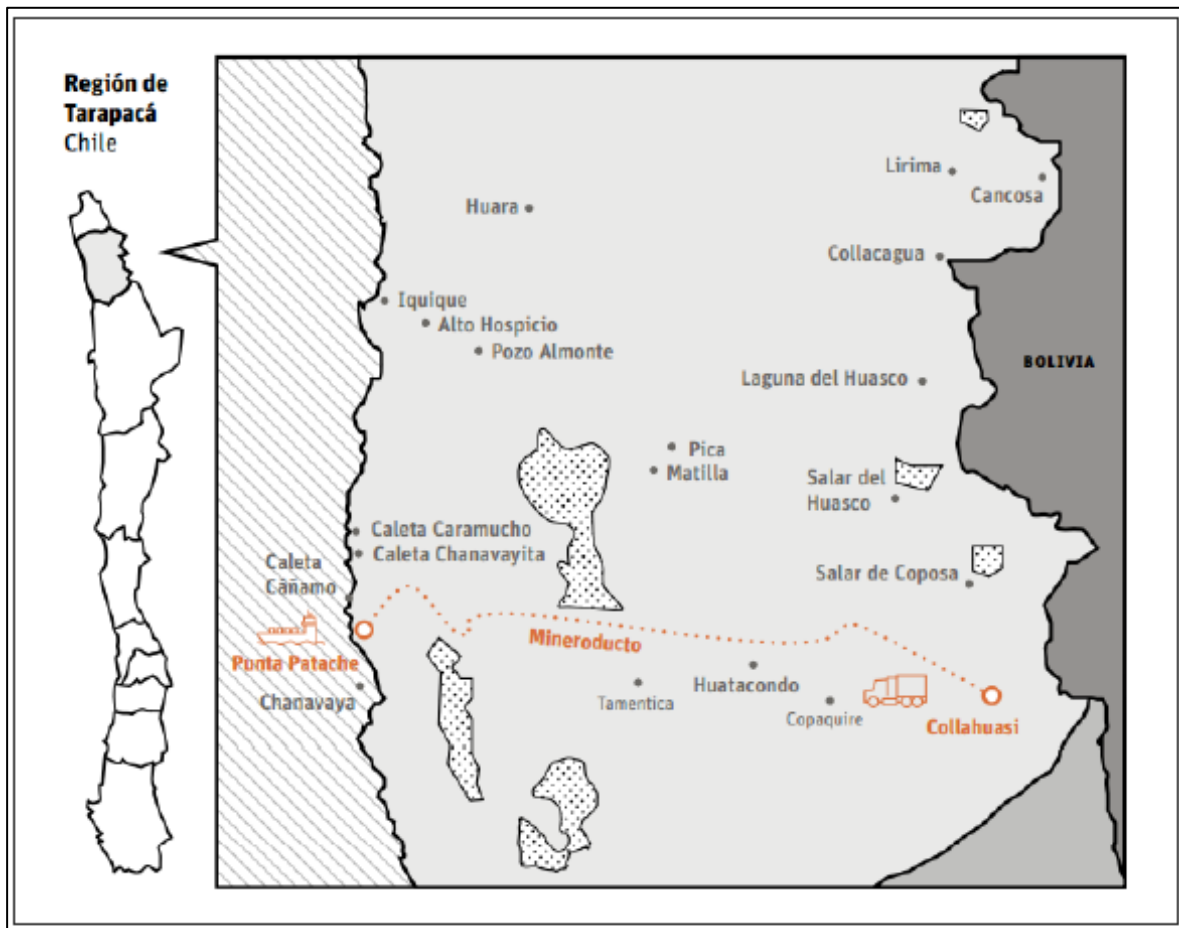 Región de
Tarapacá
Chile
Lirima
Cancosa
Huara
Collacagua
Iquique
Alto Hospicio
Pozo Almonte
BOLIVIA
Laguna del Huasco
Pica
Matilla
Salar del
Huasco
Caleta Caramucho
Caleta Chanavayita
Caleta
Cáñamo
Salar de Coposa
Mineroducto
Punta Patache
Huatacondo
Chanavaya
Tamentica
Copaquire
Collahuasi